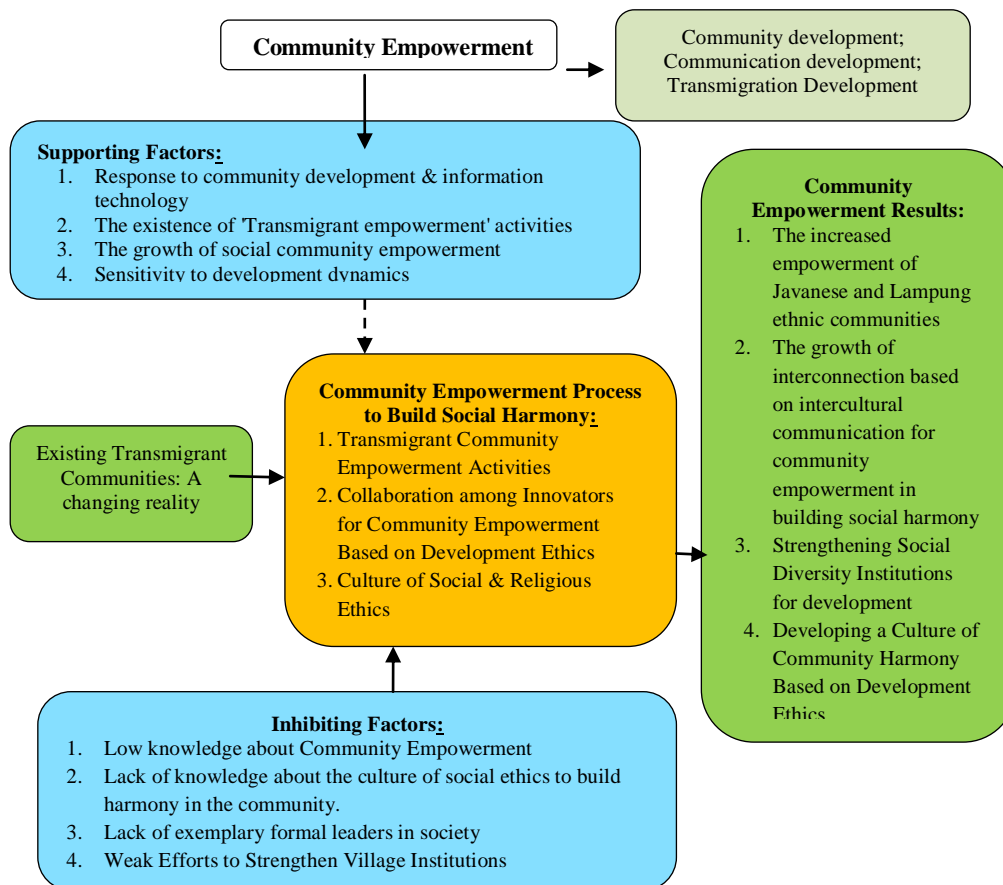 Community Empowerment
Community development;
Communication development;
Transmigration Development
Supporting Factors:
1. Response to community development & information
technology
2. The existence of 'Transmigrant empowerment' activities
3. The growth of social community empowerment
4. Sensitivity to development dynamics
Existing Transmigrant
Communities: A
changing reality
Community Empowerment Process
to Build Social Harmony:
1. Transmigrant Community
Empowerment Activities
2. Collaboration among Innovators
for Community Empowerment
Based on Development Ethics
3. Culture of Social & Religious
Ethics
Community
Empowerment Results:
1. The increased
empowerment of
Javanese and Lampung
ethnic communities
2. The growth of
interconnection based
on intercultural
communication for
community
empowerment in
building social harmony
3. Strengthening Social
Diversity Institutions
for development
4. Developing a Culture of
Community Harmony
Based on Development
Ethics
Inhibiting Factors:
1. Low knowledge about Community Empowerment
2. Lack of knowledge about the culture of social ethics to build
harmony in the community.
3. Lack of exemplary formal leaders in society
4. Weak Efforts to Strengthen Village Institutions